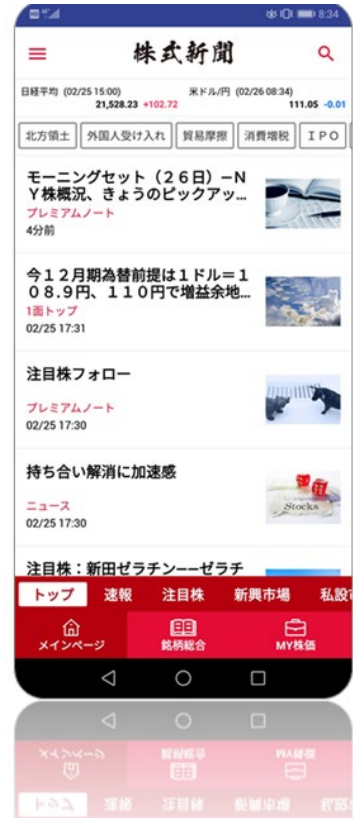 8:34
株式新聞
日経平均 (02/25 15:00) 米ドル/円 (02/26 08:34)
21,528.23 +102.72 111.05 -0.01
北方領土 外国人受け入れ 貿易摩擦 消費増税 ＩＰＯ
モーニングセット（２６日）－Ｎ
Ｙ株概況、きょうのピックアッ...
プレミアムノート
4分前
今１２月期為替前提は１ドル＝１
０８.９円、１１０円で増益余地...
1面トップ
02/25 17:31
注目株フォロー
プレミアムノート
02/25 17:30
持ち合い解消に加速感
Stocks
ニュース
02/25 17:30
注目株：新田ゼラチンーーゼラチ
トップ 速報 注目株 新興市場 私設
メインページ 銘柄総合 MY株価